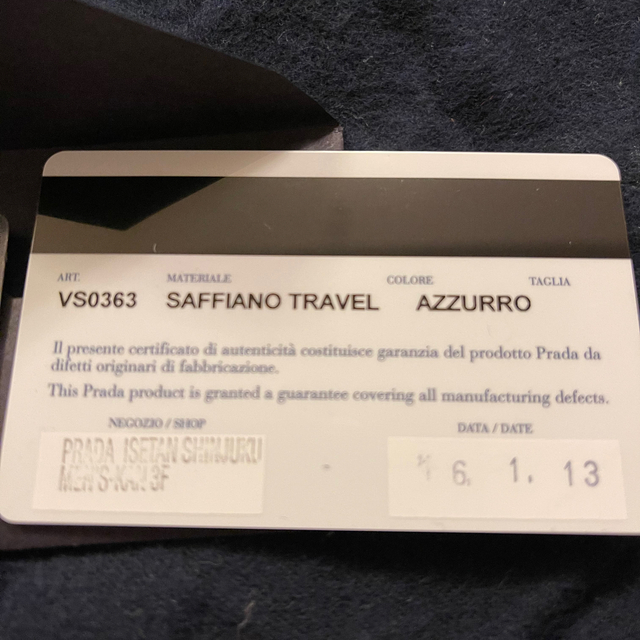 ART. MATERIALE COLORE TAGLIA
VS0363 SAFFIANO TRAVEL AZZURRO
Il presente certificato di autenticità costituisce garanzia del prodotto Prada da
difetti originari di fabbricazione.
This Prada product is granted a guarantee covering all manufacturing defects.
NEGOZIO / SHOP DATA / DATE
PRADA ISETAN SHINJUKU
MEN'S-KAN 3F
6. 1. 13